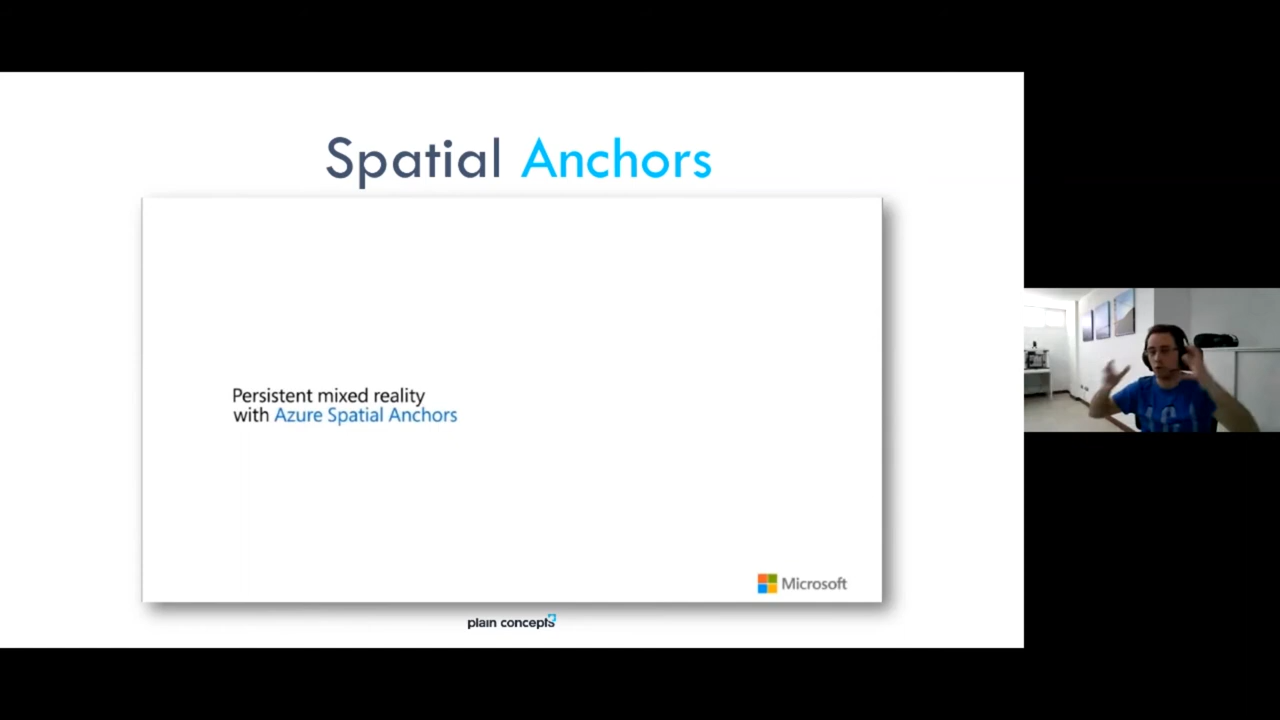 Spatial Anchors
Persistent mixed reality
with Azure Spatial Anchors
Microsoft
plain concepts